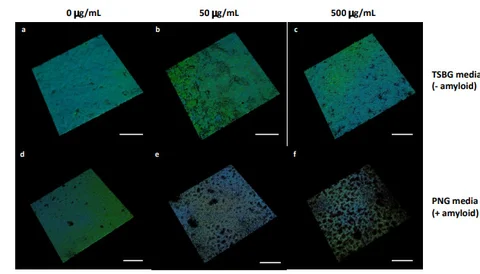 0 µg/mL 50 µg/mL 500 µg/mL
a b c
TSBG media
(- amyloid)
d e f
PNG media
(+ amyloid)